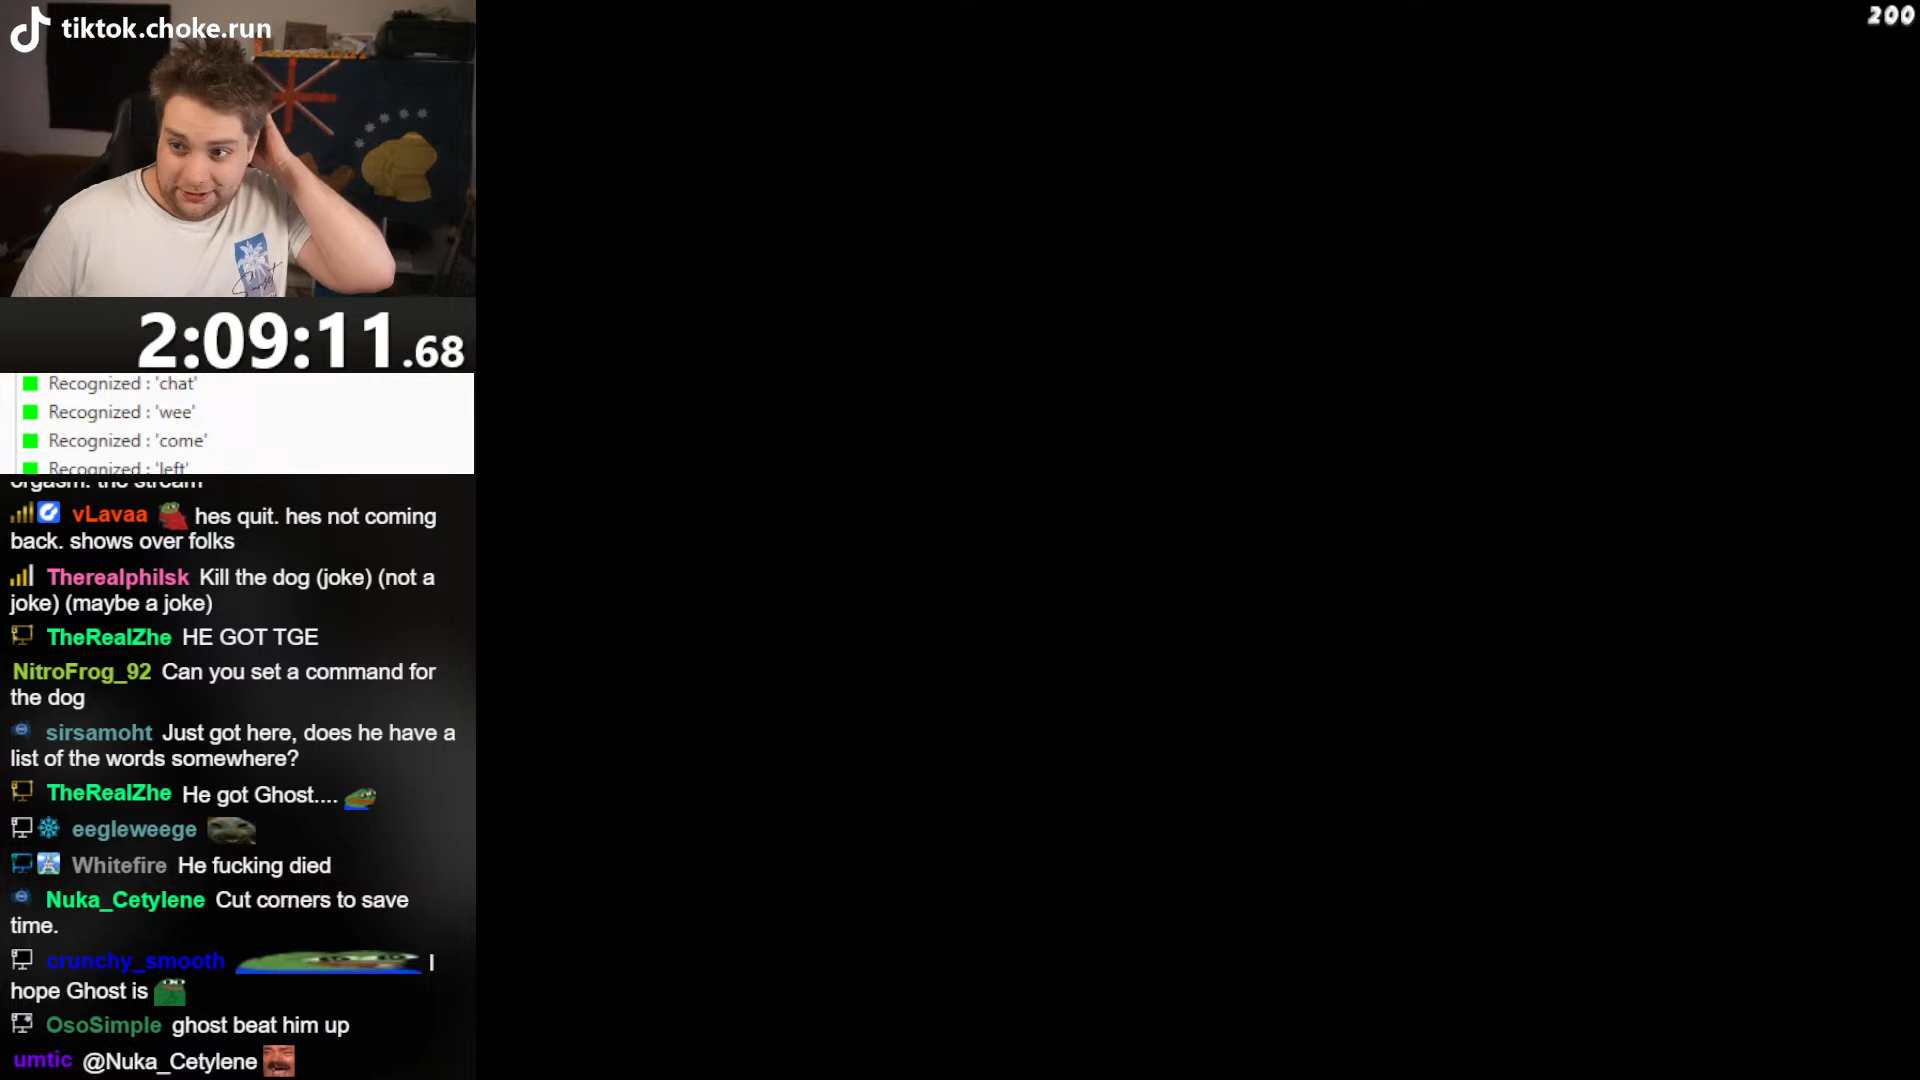 tiktok.choke.run
200
2:09:11.68
Recognized : 'chat'
Recognized : 'wee'
Recognized : 'come'
Recognized : 'left'
orgasm. the stream
vLavaa hes quit. hes not coming
back. shows over folks
Therealphilsk Kill the dog (joke) (not a
joke) (maybe a joke)
TheRealZhe HE GOT TGE
NitroFrog_92 Can you set a command for
the dog
sirsamoht Just got here, does he have a
list of the words somewhere?
TheRealZhe He got Ghost....
eegleweege
Whitefire He fucking died
Nuka_Cetylene Cut corners to save
time.
crunchy_smooth I
hope Ghost is
OsoSimple ghost beat him up
umtic @Nuka_Cetylene